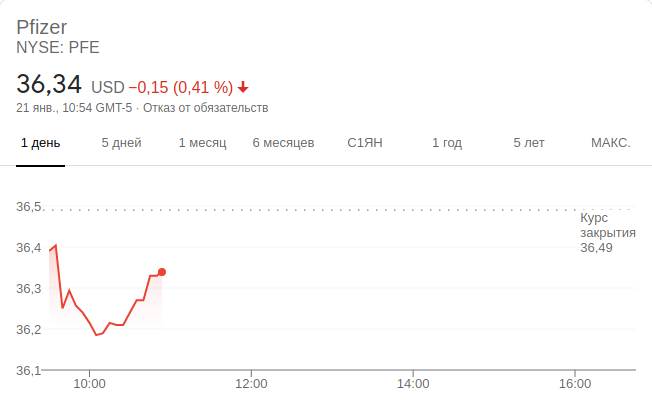 Pfizer
NYSE: PFE
36,34 USD −0,15 (0,41 %)
21 янв., 10:54 GMT-5 · Отказ от обязательств
1 день 5 дней 1 месяц 6 месяцев С1ЯН 1 год 5 лет МАКС.
36,5
Курс
закрытия
36,4
36,49
36,3
36,2
36,1
10:00 12:00 14:00 16:00